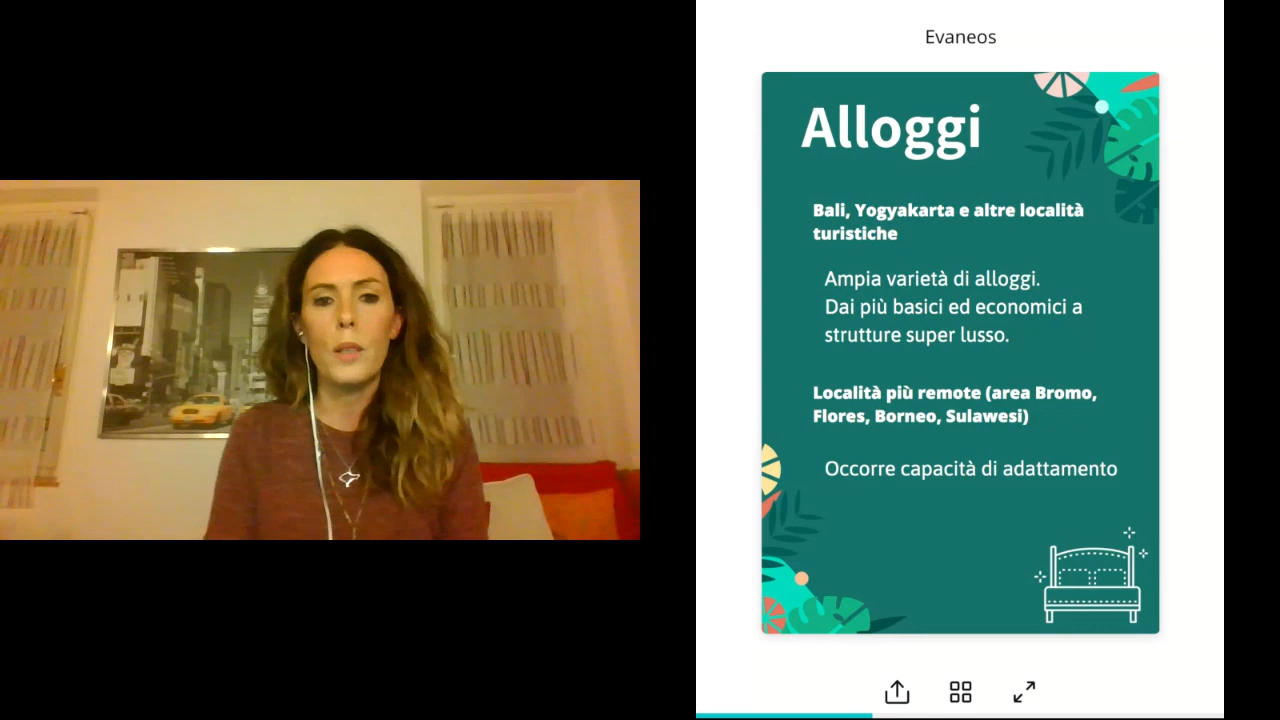 Evaneos
Alloggi
Bali, Yogyakarta e altre località
turistiche
Ampia varietà di alloggi.
Dai più basici ed economici a
strutture super lusso.
Località più remote (area Bromo,
Flores, Borneo, Sulawesi)
Occorre capacità di adattamento